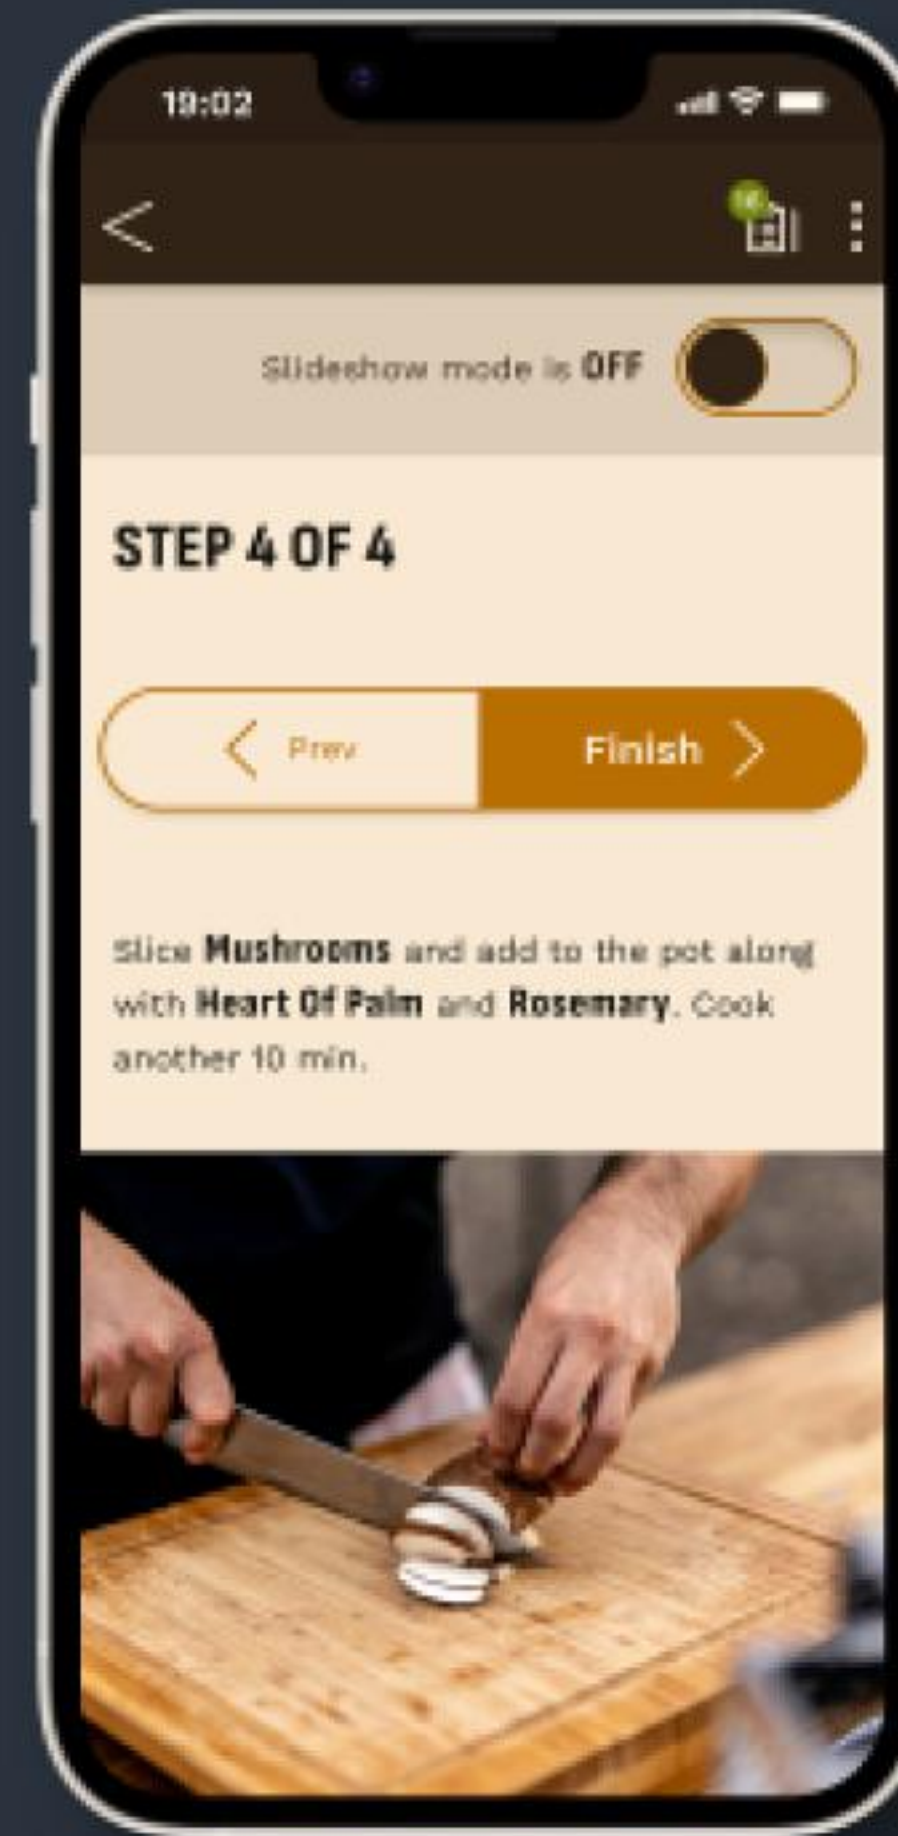 19:02
Slideshow mode is OFF
STEP 4 OF 4
Prev
Finish
Slice Mushrooms and add to the pot along
with Heart Of Palm and Rosemary. Cook
another 10 min.